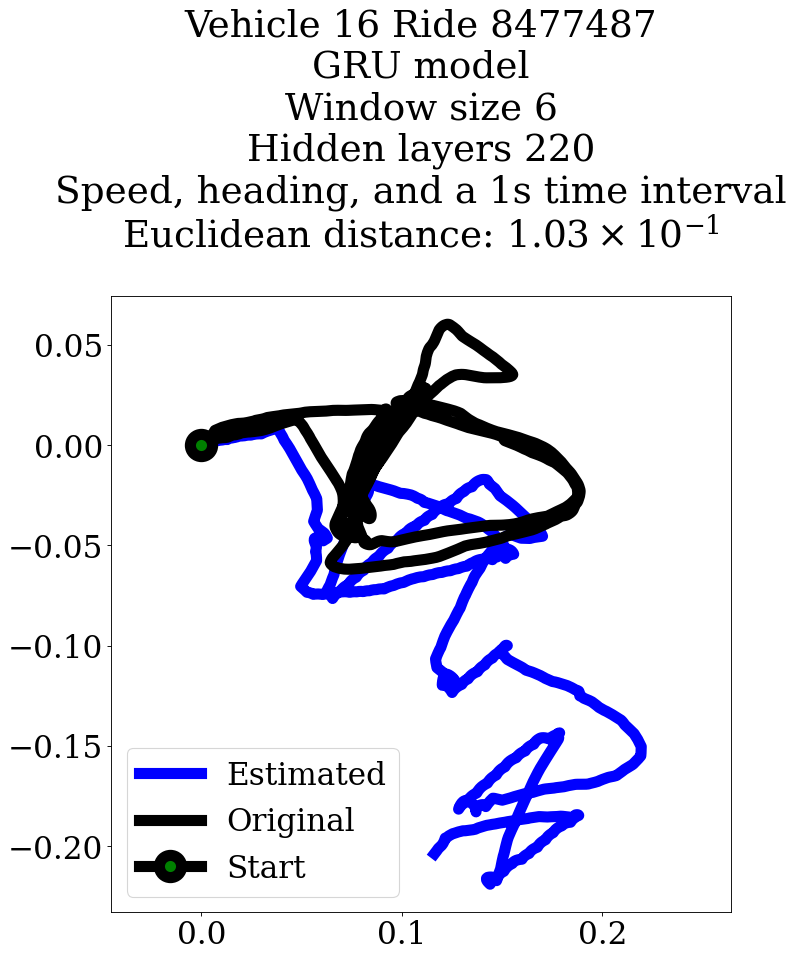 Vehicle 16 Ride 8477487
GRU model
Window size 6
Hidden layers 220
Speed, heading, and a 1s time interval
Euclidean distance: 1.03 × 10⁻¹
0.05
0.00
−0.05
−0.10
−0.15
−0.20
Estimated
Original
Start
0.0 0.1 0.2